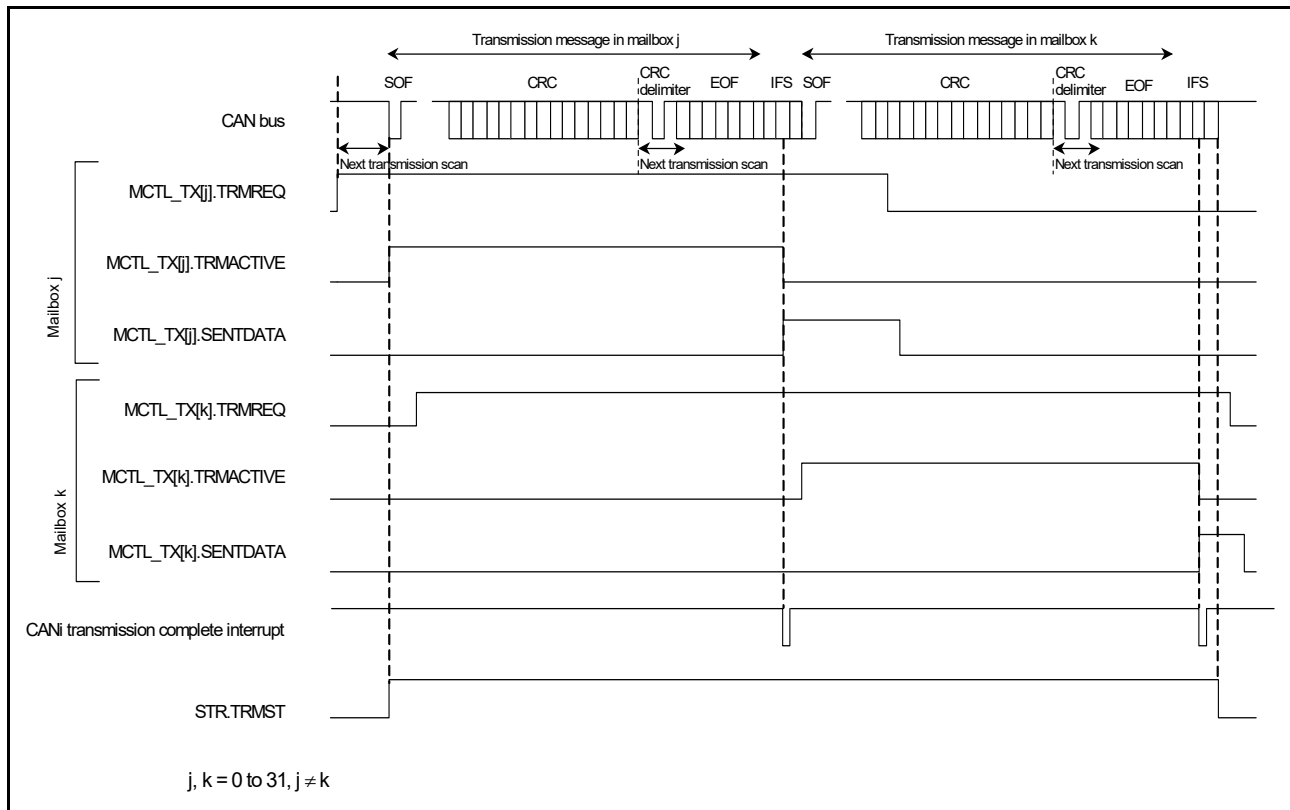 Transmission message in mailbox j
Transmission message in mailbox k
SOF
CRC
CRC
delimiter
EOF
IFS
SOF
CRC
CRC
delimiter
EOF
IFS
CAN bus
Next transmission scan
Next transmission scan
Next transmission scan
Mailbox j
MCTL_TX[j].TRMREQ
MCTL_TX[j].TRMACTIVE
MCTL_TX[j].SENTDATA
Mailbox k
MCTL_TX[k].TRMREQ
MCTL_TX[k].TRMACTIVE
MCTL_TX[k].SENTDATA
CANi transmission complete interrupt
STR.TRMST
j, k = 0 to 31, j ≠ k